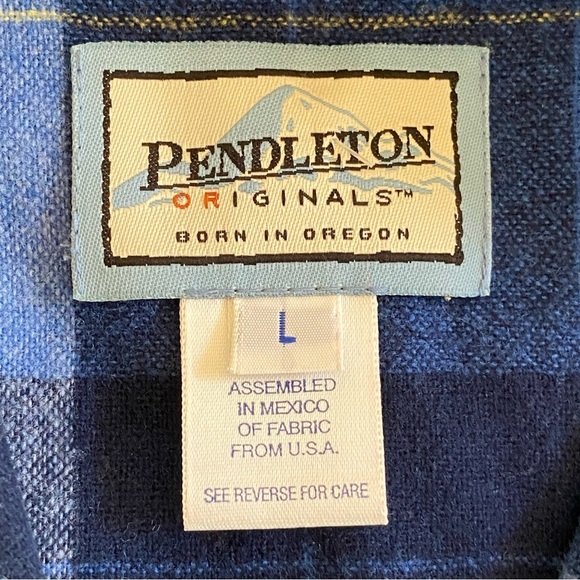 PENDLETON
ORIGINALS™
BORN IN OREGON
L
ASSEMBLED
IN MEXICO
OF FABRIC
FROM U.S.A.
SEE REVERSE FOR CARE